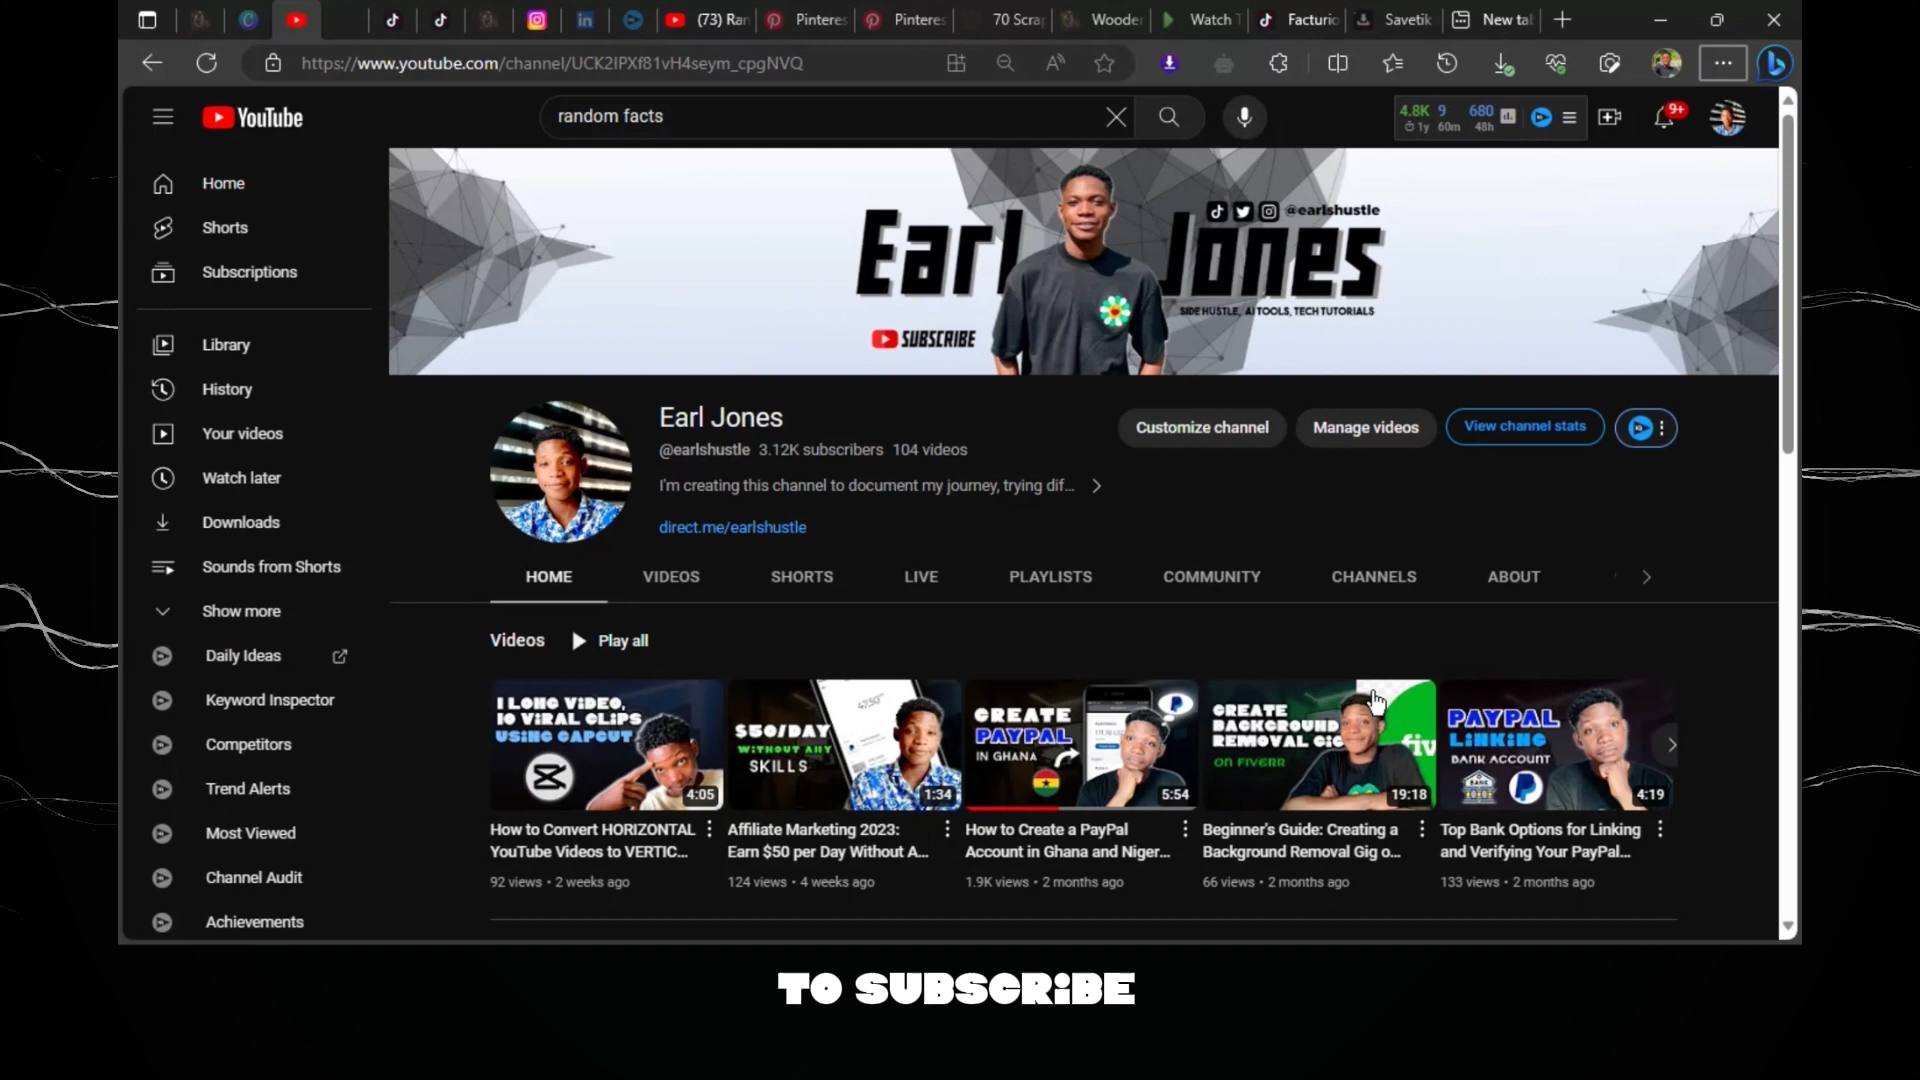 (73) Ran
Pinteres
Pinteres
70 Scrap
Wooder
Watch T
Facturio
Savetik
New tab
https://www.youtube.com/channel/UCK2IPXf81vH4seym_cpgNVQ
YouTube
random facts
4.8K 9 680
1y 60m 48h
9+
Home
Shorts
Subscriptions
Library
History
Your videos
Watch later
Downloads
Sounds from Shorts
Show more
Daily Ideas
Keyword Inspector
Competitors
Trend Alerts
Most Viewed
Channel Audit
Achievements
Earl Jones
@earlshustle
SIDE HUSTLE, AI TOOLS, TECH TUTORIALS
SUBSCRIBE
Earl Jones
@earlshustle 3.12K subscribers 104 videos
I'm creating this channel to document my journey, trying dif...
direct.me/earlshustle
Customize channel
Manage videos
View channel stats
HOME VIDEOS SHORTS LIVE PLAYLISTS COMMUNITY CHANNELS ABOUT
Videos Play all
I LONG VIDEO,
10 VIRAL CLIPS
USING CAPCUT
4:05
How to Convert HORIZONTAL
YouTube Videos to VERTIC...
92 views • 2 weeks ago
$50/DAY
WITHOUT ANY
SKILLS
1:34
Affiliate Marketing 2023:
Earn $50 per Day Without A...
124 views • 4 weeks ago
CREATE
PAYPAL
IN GHANA
5:54
How to Create a PayPal
Account in Ghana and Niger...
1.9K views • 2 months ago
CREATE
BACKGROUND
REMOVAL GIG
ON FIVERR
fiv
19:18
Beginner's Guide: Creating a
Background Removal Gig o...
66 views • 2 months ago
PAYPAL
LINKING
BANK ACCOUNT
4:19
Top Bank Options for Linking
and Verifying Your PayPal...
133 views • 2 months ago
TO SUBSCRIBE